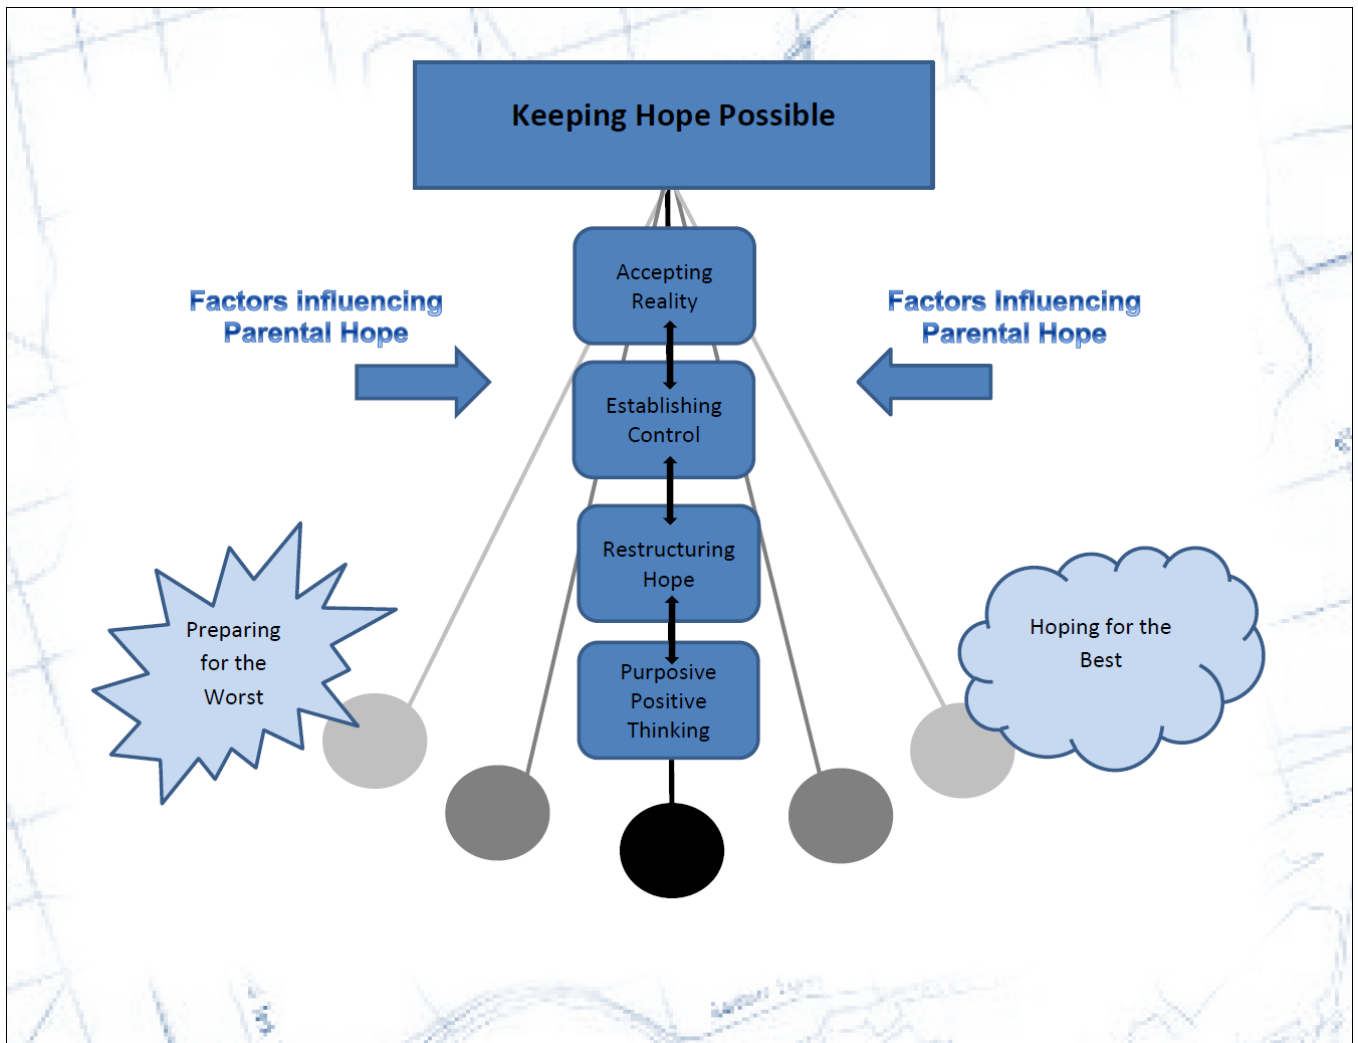 Keeping Hope Possible
Accepting
Reality
Factors influencing
Parental Hope
Factors Influencing
Parental Hope
Establishing
Control
Restructuring
Hope
Preparing
for the
Worst
Hoping for the
Best
Purposive
Positive
Thinking